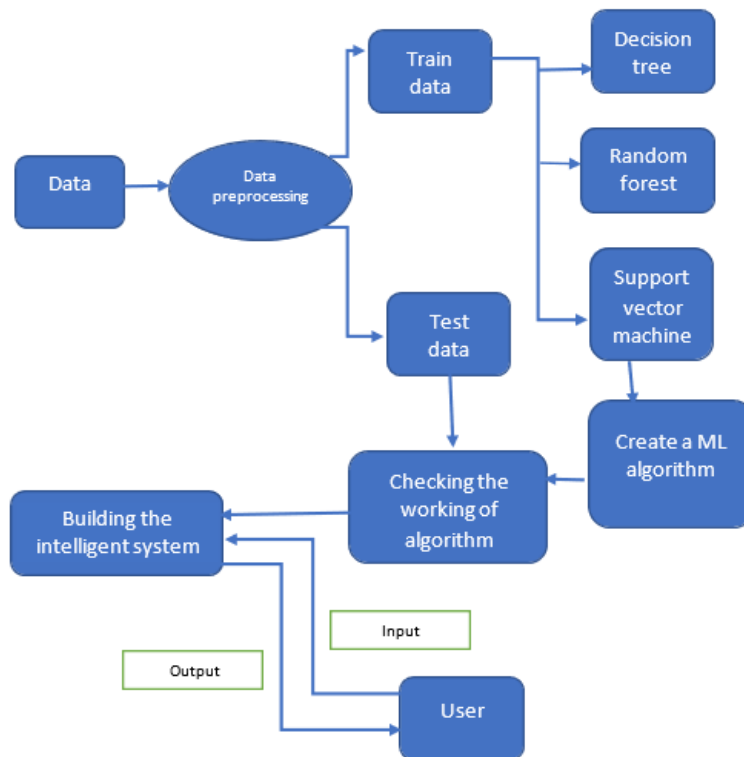 Train
data
Decision
tree
Data
Data
preprocessing
Random
forest
Test
data
Support
vector
machine
Create a ML
algorithm
Checking the
working of
algorithm
Building the
intelligent system
Input
Output
User